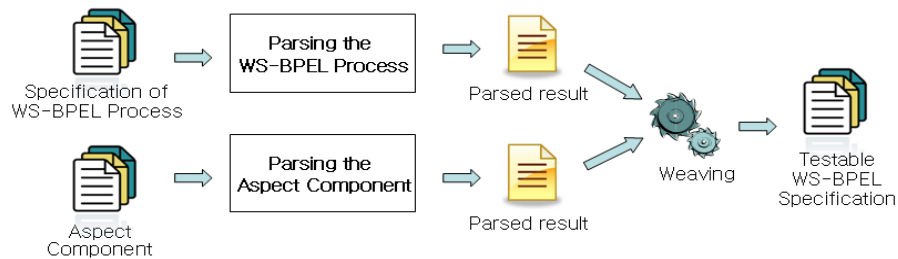 Specification of
WS-BPEL Process
Parsing the
WS-BPEL Process
Parsed result
Aspect
Component
Parsing the
Aspect Component
Parsed result
Weaving
Testable
WS-BPEL
Specification